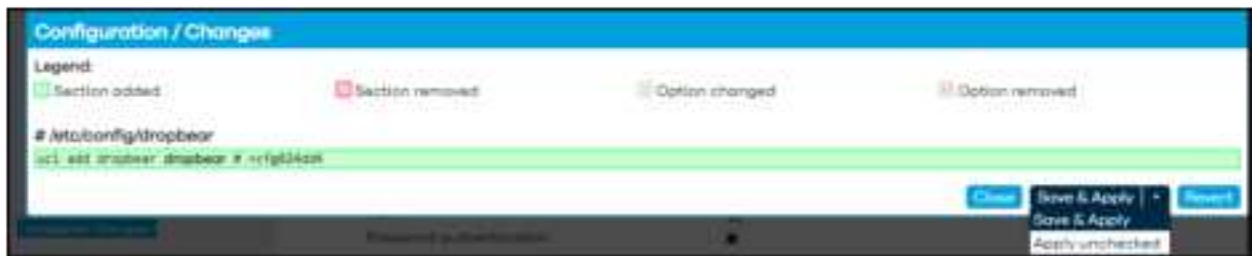 Configuration / Changes
Legend:
Section added
Section removed
Option changed
Option removed
# /etc/config/dropbear
uci add dropbear dropbear #
Close
Save & Apply
Revert
Save & Apply
Password authentication
Apply unchecked